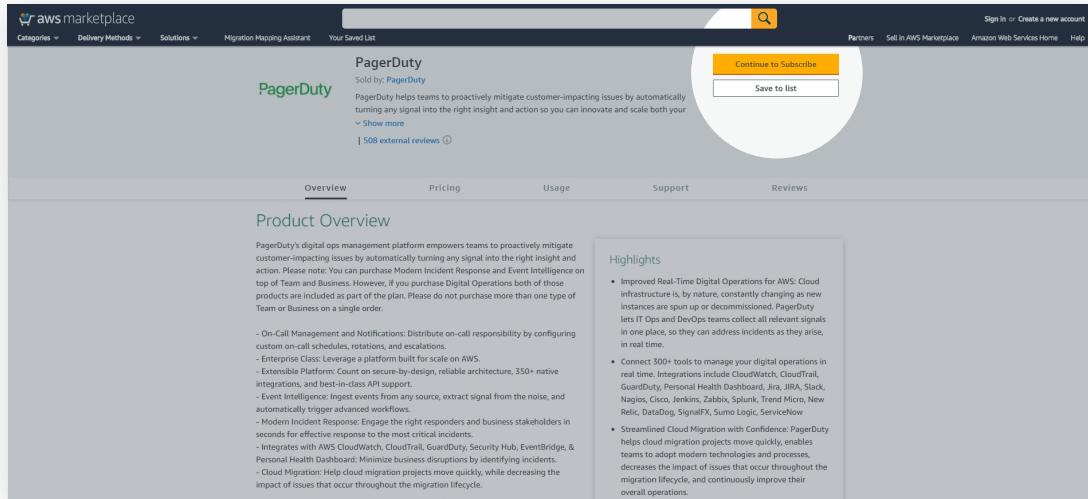 aws marketplace
Sign in or Create a new account
Categories Delivery Methods Solutions Migration Mapping Assistant Your Saved List Partners Sell in AWS Marketplace Amazon Web Services Home Help
PagerDuty
PagerDuty
Sold by: PagerDuty
PagerDuty helps teams to proactively mitigate customer-impacting issues by automatically
turning any signal into the right insight and action so you can innovate and scale both your
Show more
| 508 external reviews
Continue to Subscribe
Save to list
Overview Pricing Usage Support Reviews
Product Overview
PagerDuty's digital ops management platform empowers teams to proactively mitigate
customer-impacting issues by automatically turning any signal into the right insight and
action. Please note: You can purchase Modern Incident Response and Event Intelligence on
top of Team and Business. However, if you purchase Digital Operations both of those
products are included as part of the plan. Please do not purchase more than one type of
Team or Business on a single order.
- On-Call Management and Notifications: Distribute on-call responsibility by configuring
custom on-call schedules, rotations, and escalations.
- Enterprise Class: Leverage a platform built for scale on AWS.
- Extensible Platform: Count on secure-by-design, reliable architecture, 350+ native
integrations, and best-in-class API support.
- Event Intelligence: Ingest events from any source, extract signal from the noise, and
automatically trigger advanced workflows.
- Modern Incident Response: Engage the right responders and business stakeholders in
seconds for effective response to the most critical incidents.
- Integrates with AWS CloudWatch, CloudTrail, GuardDuty, Security Hub, EventBridge, &
Personal Health Dashboard: Minimize business disruptions by identifying incidents.
- Cloud Migration: Help cloud migration projects move quickly, while decreasing the
impact of issues that occur throughout the migration lifecycle.
Highlights
• Improved Real-Time Digital Operations for AWS: Cloud
infrastructure is, by nature, constantly changing as new
instances are spun up or decommissioned. PagerDuty
lets IT Ops and DevOps teams collect all relevant signals
in one place, so they can address incidents as they arise,
in real time.
• Connect 300+ tools to manage your digital operations in
real time. Integrations include CloudWatch, CloudTrail,
GuardDuty, Personal Health Dashboard, Jira, JIRA, Slack,
Nagios, Cisco, Jenkins, Zabbix, Splunk, Trend Micro, New
Relic, DataDog, SignalFX, Sumo Logic, ServiceNow
• Streamlined Cloud Migration with Confidence: PagerDuty
helps cloud migration projects move quickly, enables
teams to adopt modern technologies and processes,
decreases the impact of issues that occur throughout the
migration lifecycle, and continuously improve their
overall operations.